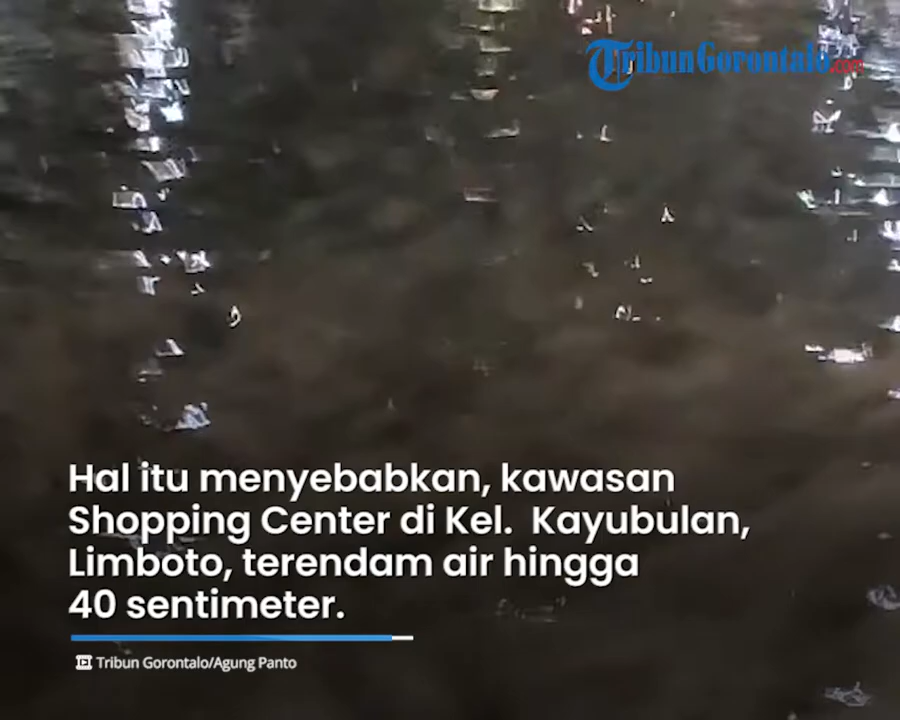 TribunGorontalo.com
Hal itu menyebabkan, kawasan
Shopping Center di Kel.  Kayubulan,
Limboto, terendam air hingga
40 sentimeter.
Tribun Gorontalo/Agung Panto